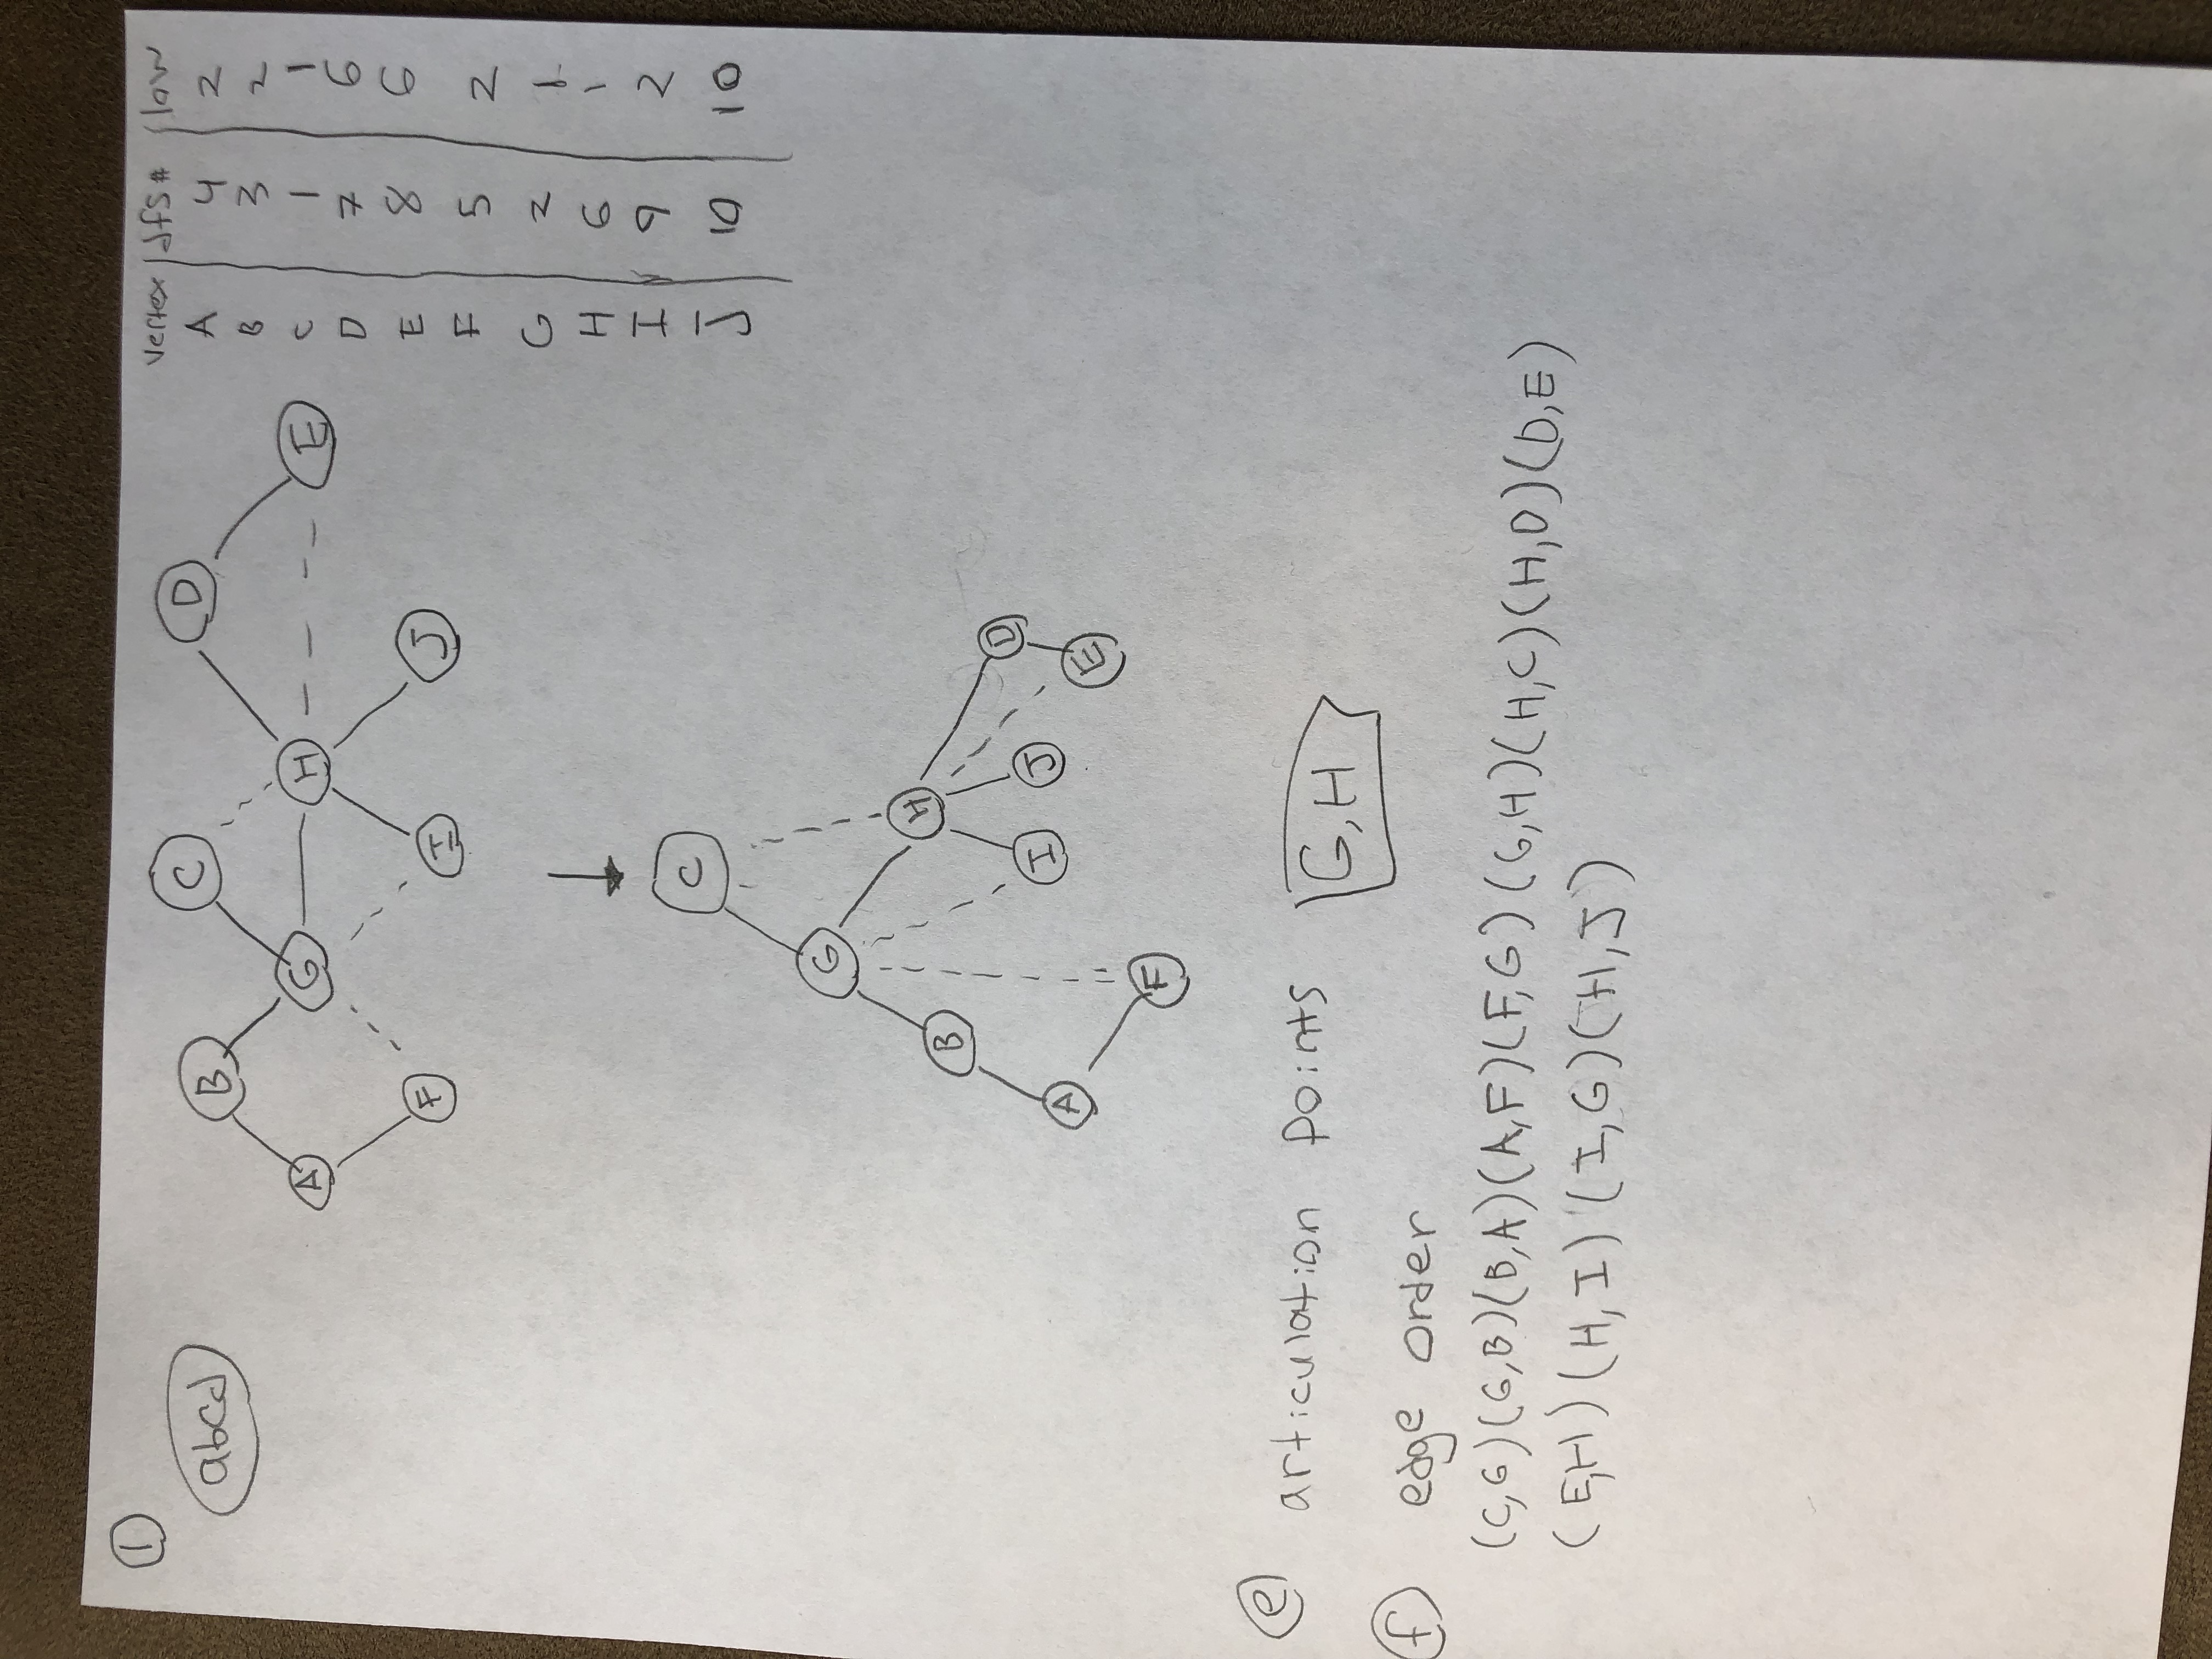 1
abcd
B
C
D
A
G
H
E
F
I
J
vertex dfs# low
A 4 2
B 3 2
C 1 1
D 7 6
E 8 6
F 5 2
G 2 1
H 6 1
I 9 2
J 10 10
C
G
H
B
D
I
J
A
E
F
e articulation points G,H
f edge order
(C,G)(G,B)(B,A)(A,F)(F,G)(G,H)(H,C)(H,D)(D,E)
(E,H)(H,I)(I,G)(H,J)